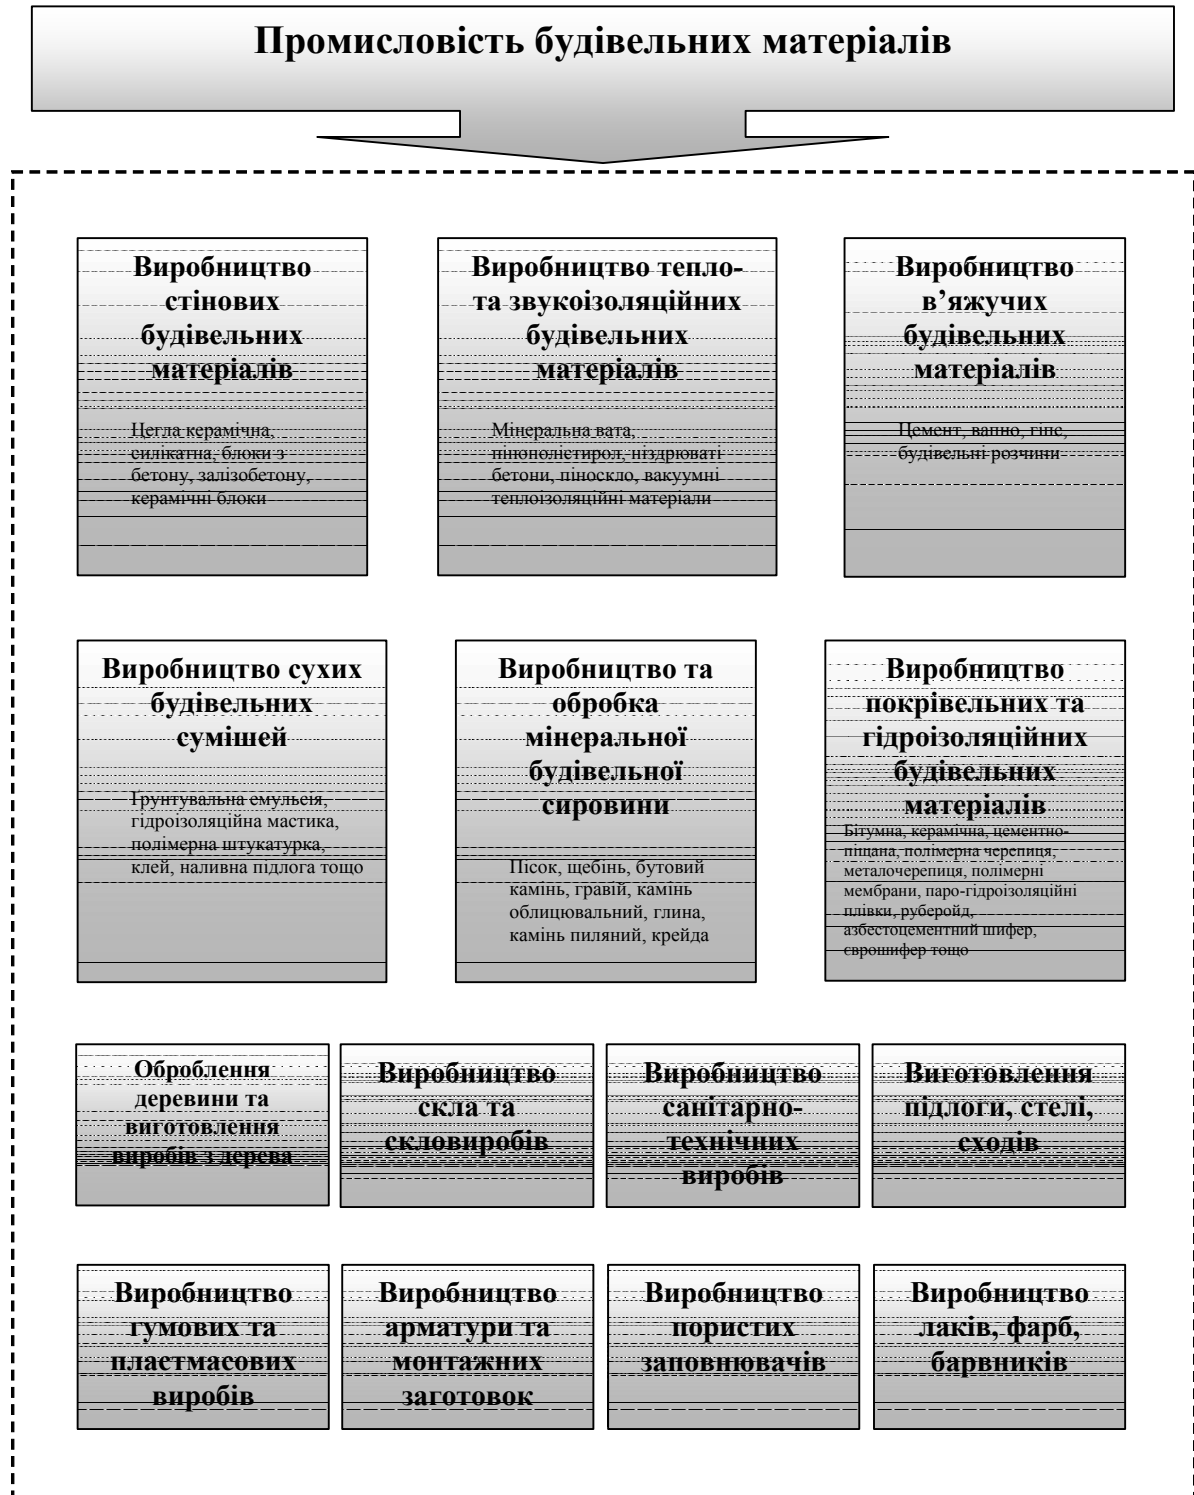 Промисловість будівельних матеріалів
Виробництво
стінових
будівельних
матеріалів
Цегла керамічна,
силікатна, блоки з
бетону, залізобетону,
керамічні блоки
Виробництво тепло-
та звукоізоляційних
будівельних
матеріалів
Мінеральна вата,
пінополістирол, ніздрюваті
бетони, піноскло, вакуумні
теплоізоляційні матеріали
Виробництво
в’яжучих
будівельних
матеріалів
Цемент, вапно, гіпс,
будівельні розчини
Виробництво сухих
будівельних
сумішей
Ґрунтувальна емульсія,
гідроізоляційна мастика,
полімерна штукатурка,
клей, наливна підлога тощо
Виробництво та
обробка
мінеральної
будівельної
сировини
Пісок, щебінь, бутовий
камінь, гравій, камінь
облицювальний, глина,
камінь пиляний, крейда
Виробництво
покрівельних та
гідроізоляційних
будівельних
матеріалів
Бітумна, керамічна, цементно-
піщана, полімерна черепиця,
металочерепиця, полімерні
мембрани, паро-гідроізоляційні
плівки, руберойд,
азбестоцементний шифер,
єврошифер тощо
Оброблення
деревини та
виготовлення
виробів з дерева
Виробництво
скла та
скловиробів
Виробництво
санітарно-
технічних
виробів
Виготовлення
підлоги, стелі,
сходів
Виробництво
гумових та
пластмасових
виробів
Виробництво
арматури та
монтажних
заготовок
Виробництво
пористих
заповнювачів
Виробництво
лаків, фарб,
барвників